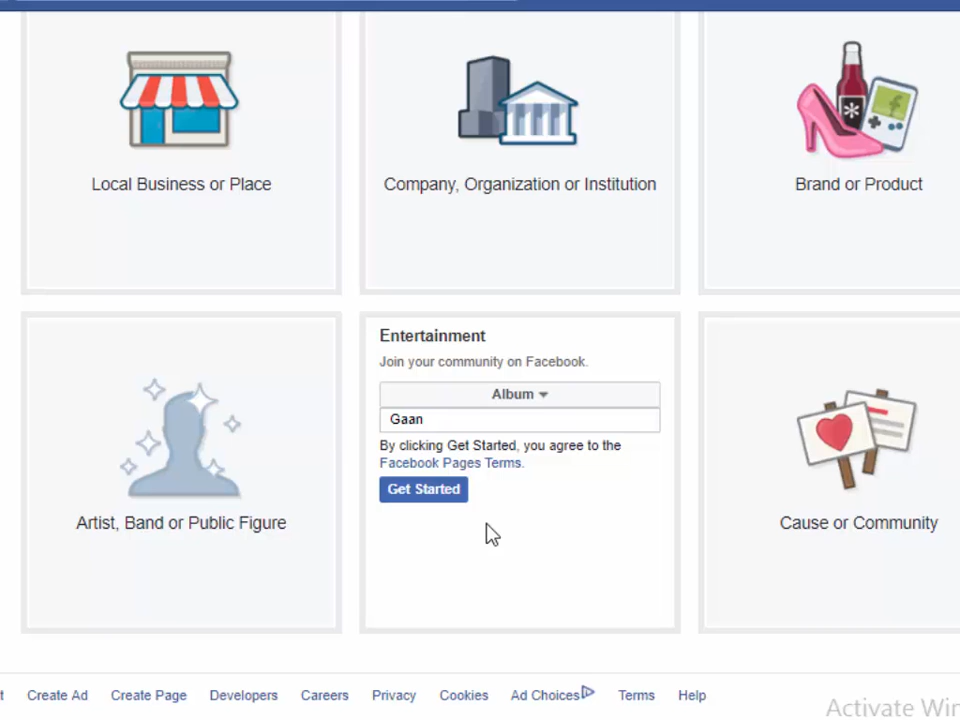 Local Business or Place
Company, Organization or Institution
Brand or Product
Entertainment
Join your community on Facebook.
Album
Gaan
By clicking Get Started, you agree to the
Facebook Pages Terms.
Get Started
Artist, Band or Public Figure
Cause or Community
Create Ad Create Page Developers Careers Privacy Cookies Ad Choices Terms Help
Activate